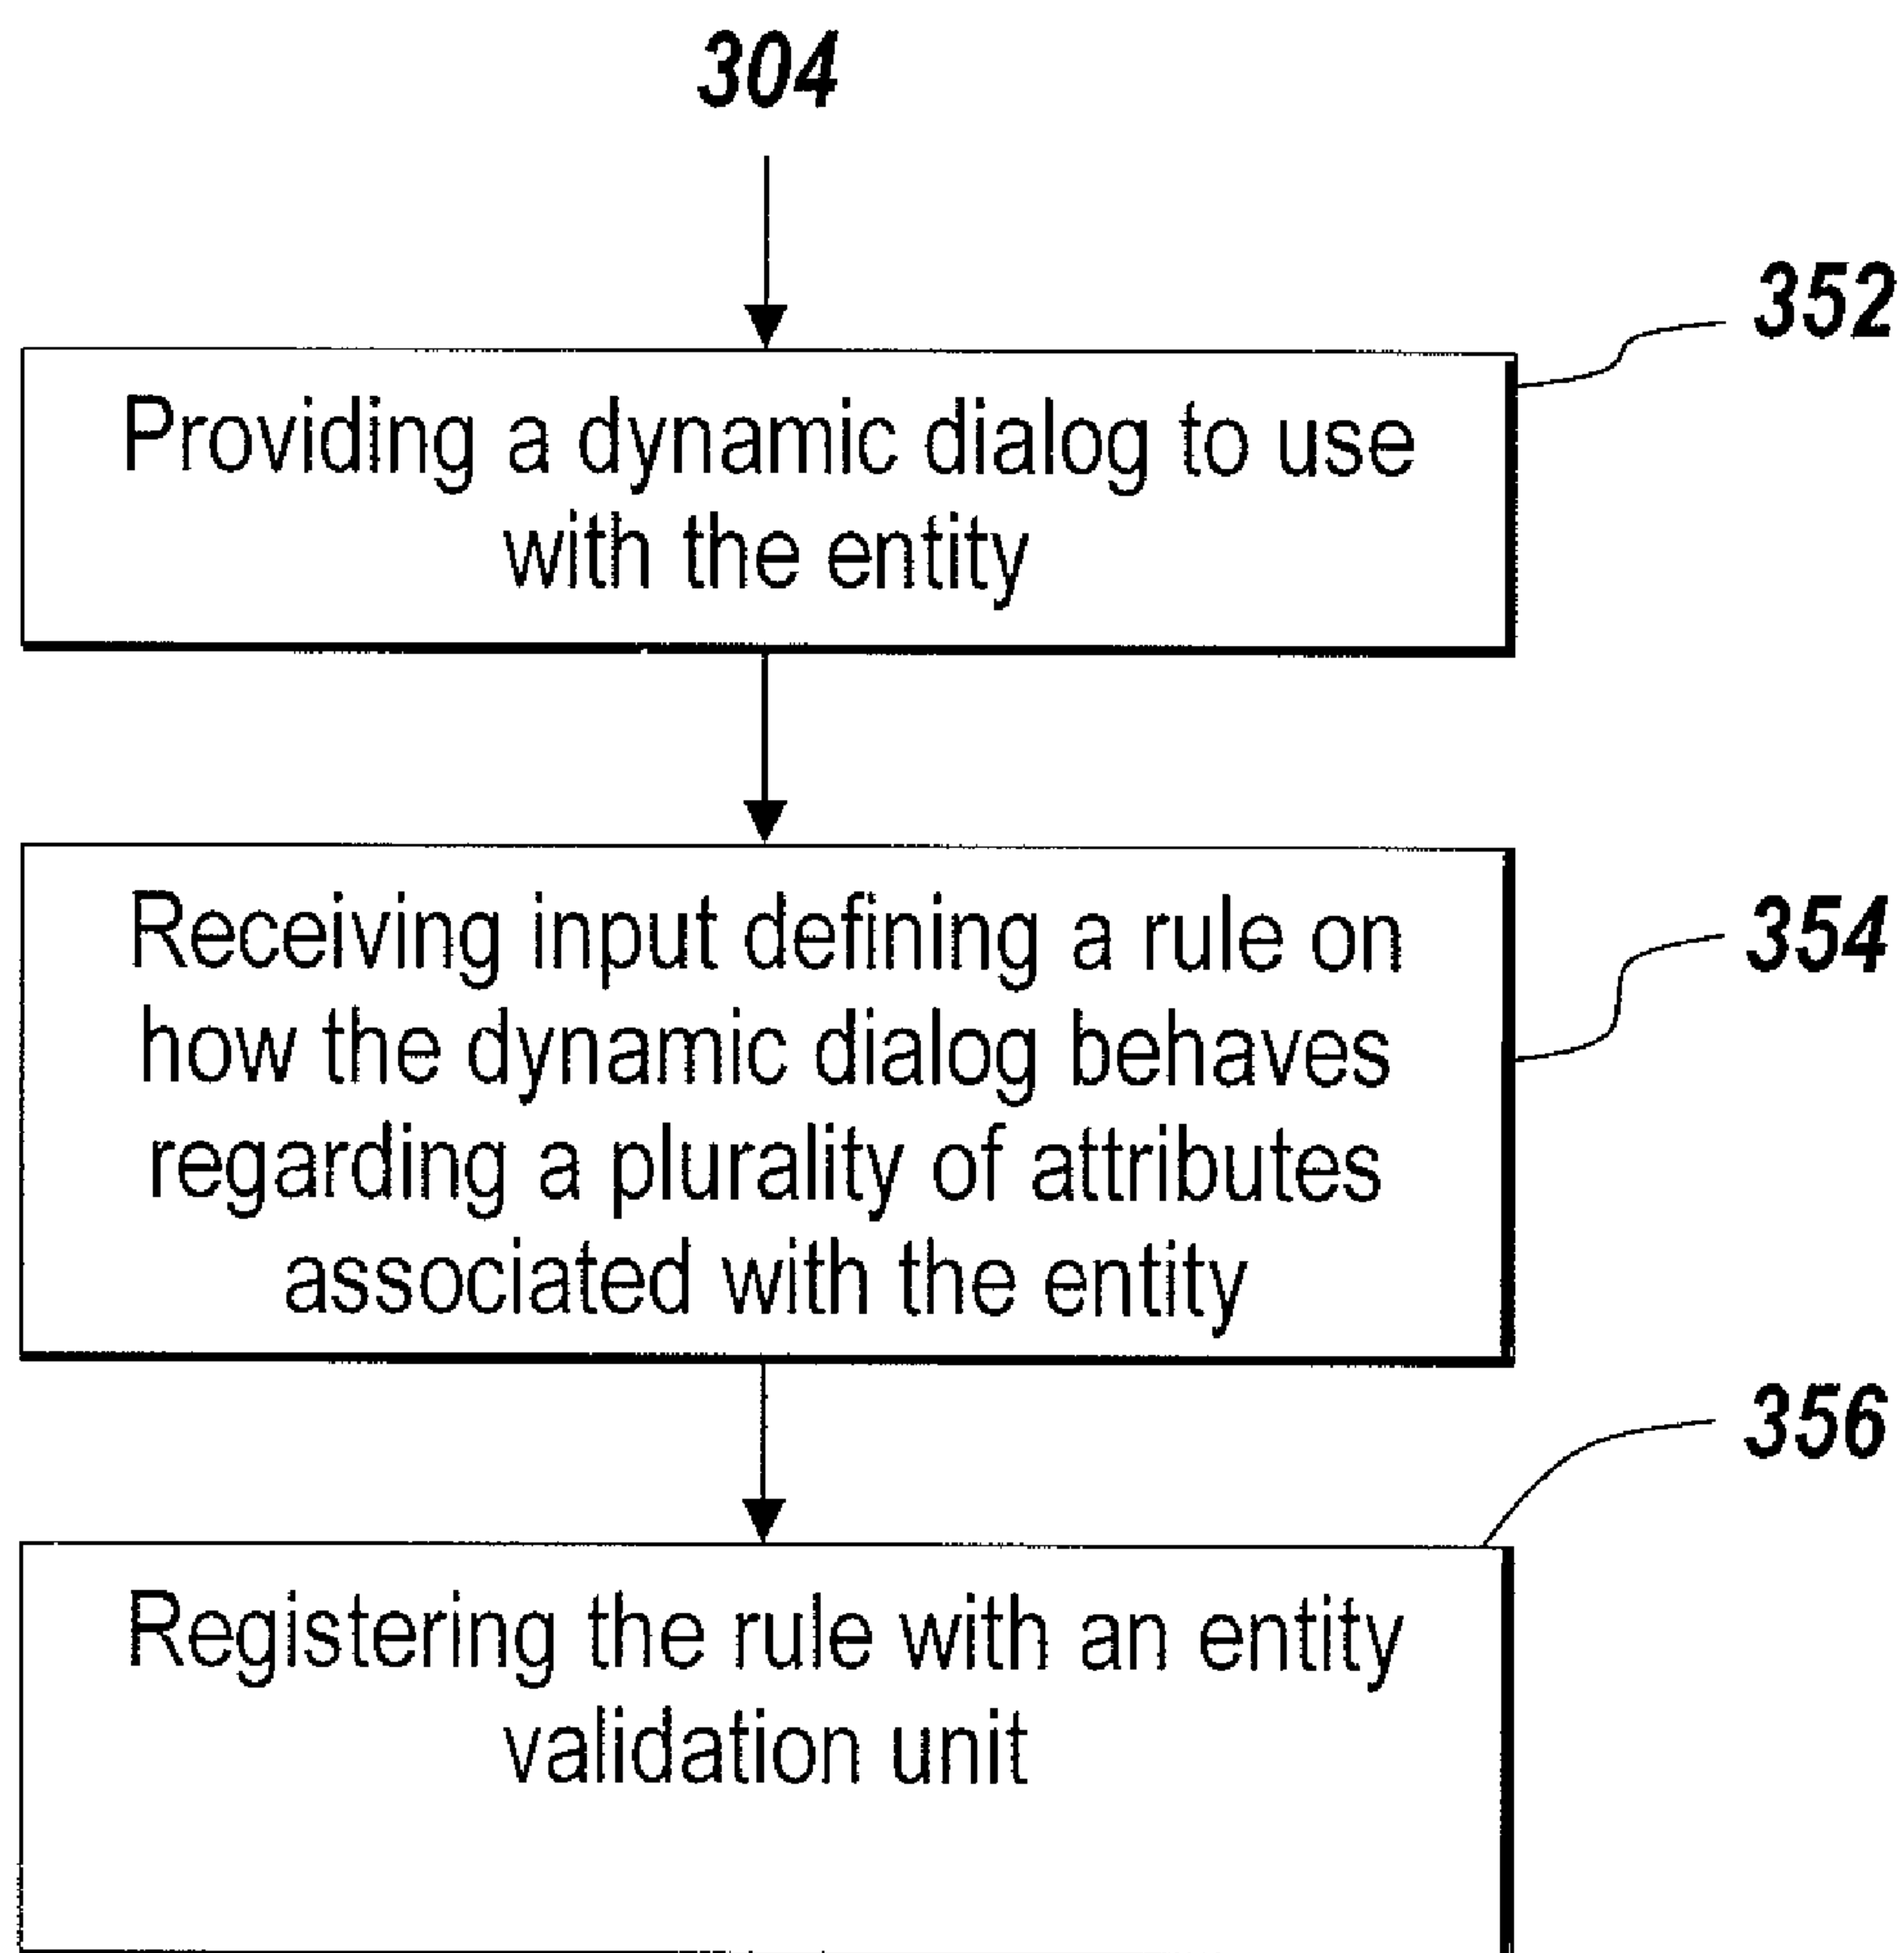 304
352
Providing a dynamic dialog to use
with the entity
354
Receiving input defining a rule on
how the dynamic dialog behaves
regarding a plurality of attributes
associated with the entity
356
Registering the rule with an entity
validation unit